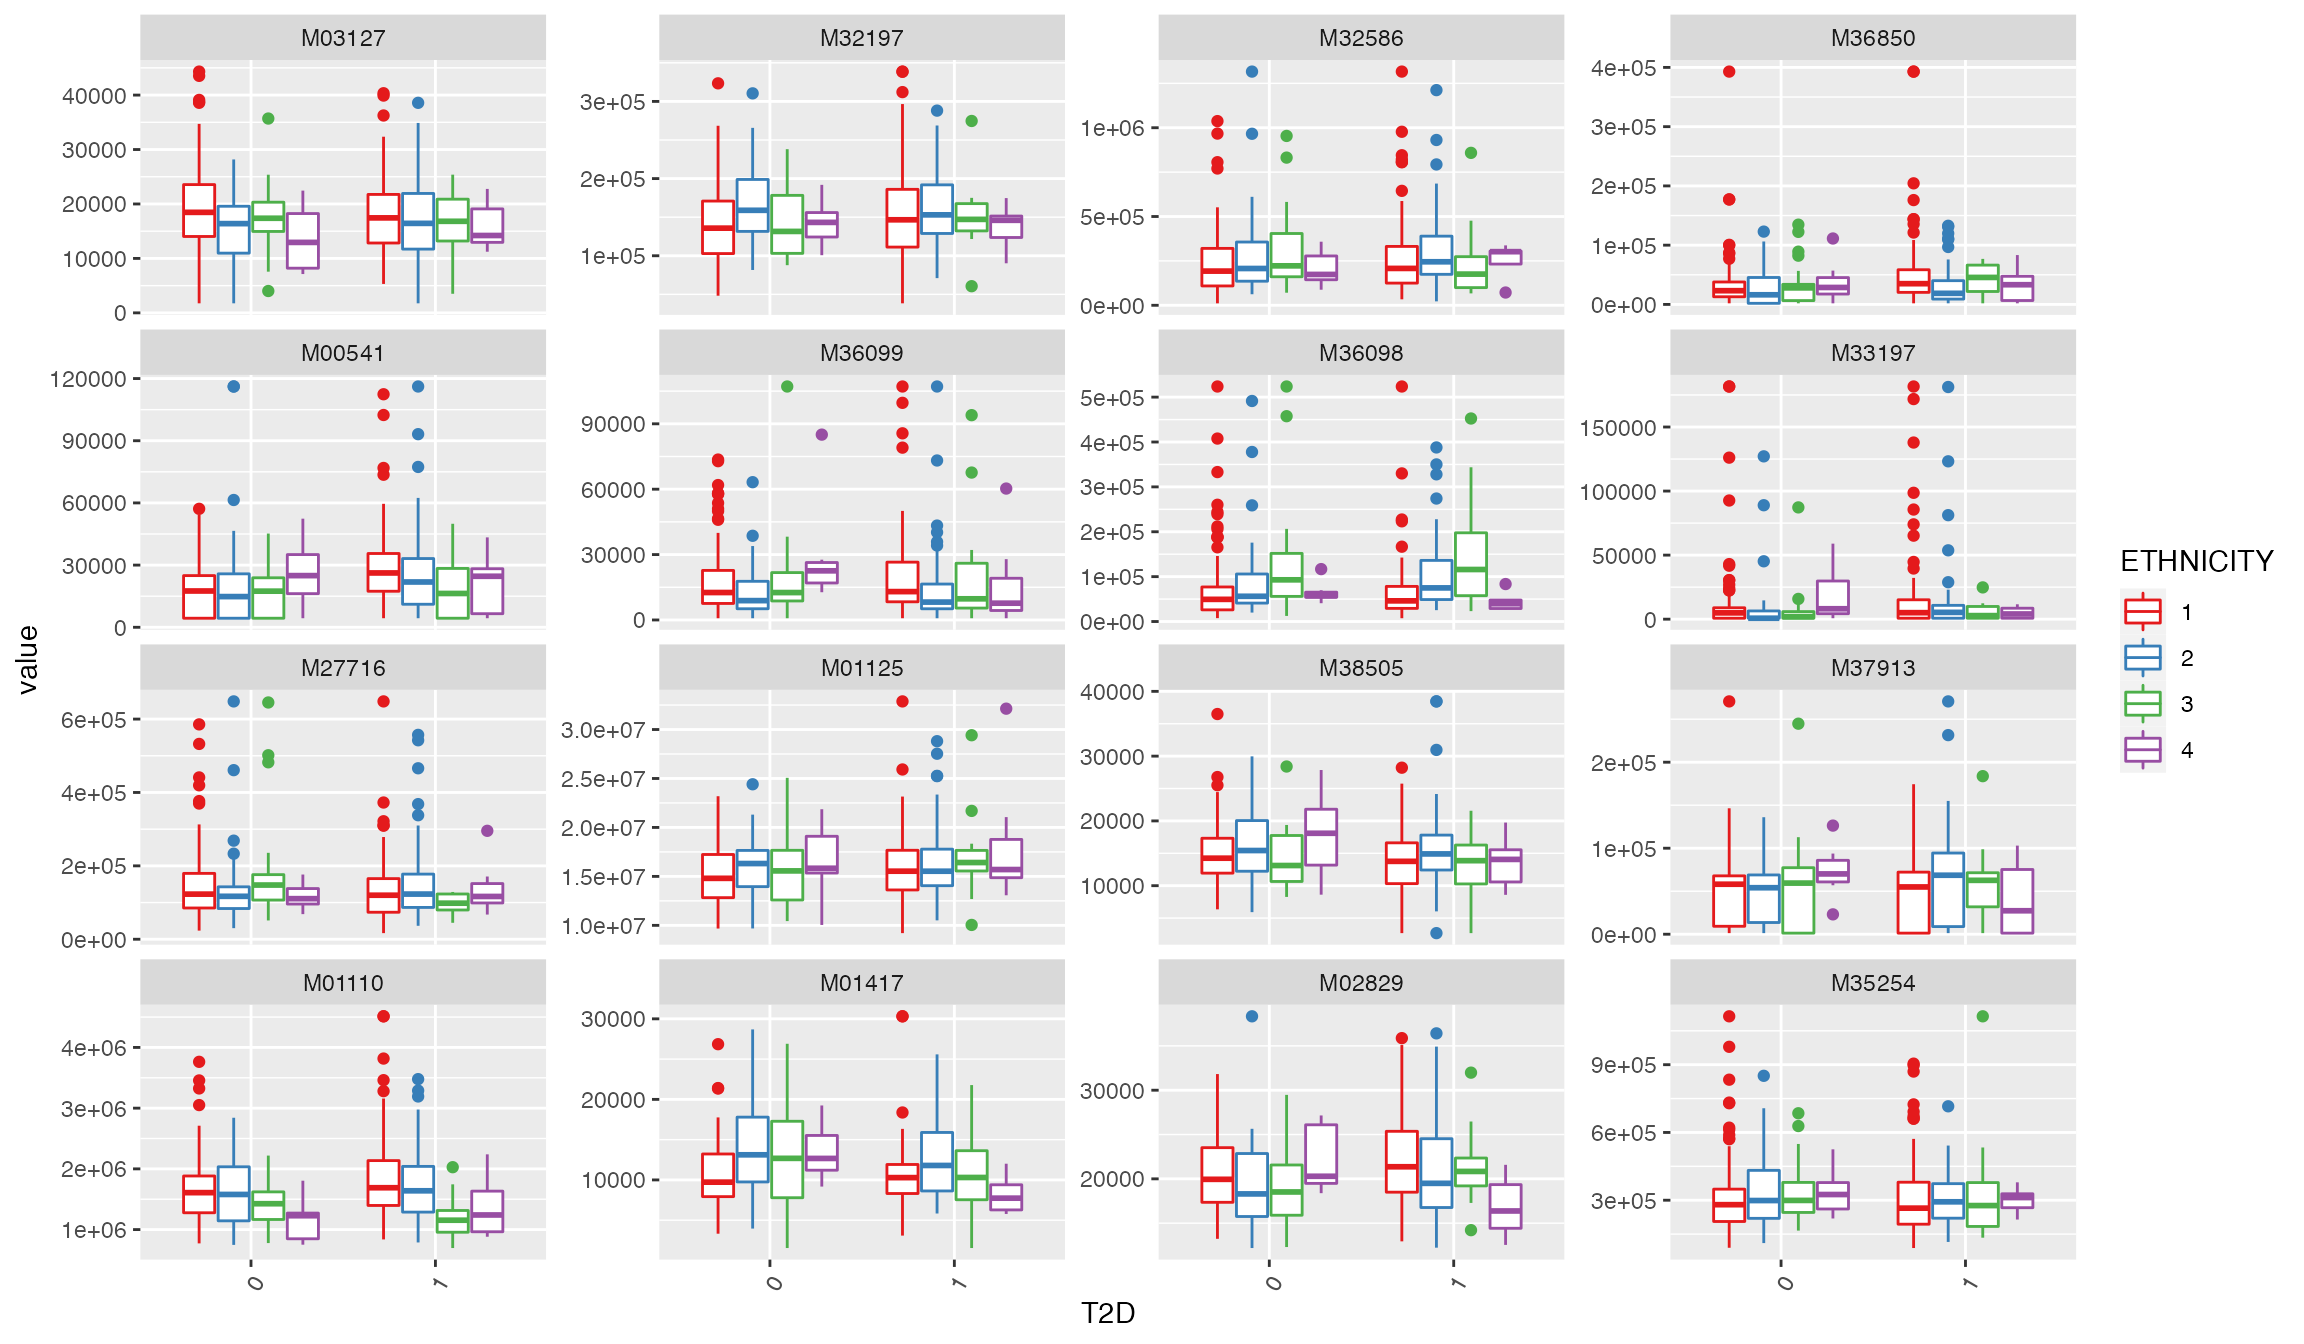 M03127 M32197 M32586 M36850
40000 3e+05 1e+06 4e+05
30000 2e+05 5e+05 3e+05
20000 1e+05 0e+00 2e+05
10000 1e+05
0 0e+00
M00541 M36099 M36098 M33197
120000 90000 5e+05 150000
90000 60000 4e+05 100000
60000 30000 3e+05 50000
30000 0 2e+05 0
0 1e+05
0e+00
ETHNICITY
1
2
3
4
value
M27716 M01125 M38505 M37913
6e+05 3.0e+07 40000 2e+05
4e+05 2.5e+07 30000 1e+05
2e+05 2.0e+07 20000 0e+00
0e+00 1.5e+07 10000
1.0e+07
M01110 M01417 M02829 M35254
4e+06 30000 30000 9e+05
3e+06 20000 20000 6e+05
2e+06 10000 3e+05
1e+06
0 1 0 1 0 1 0 1
T2D